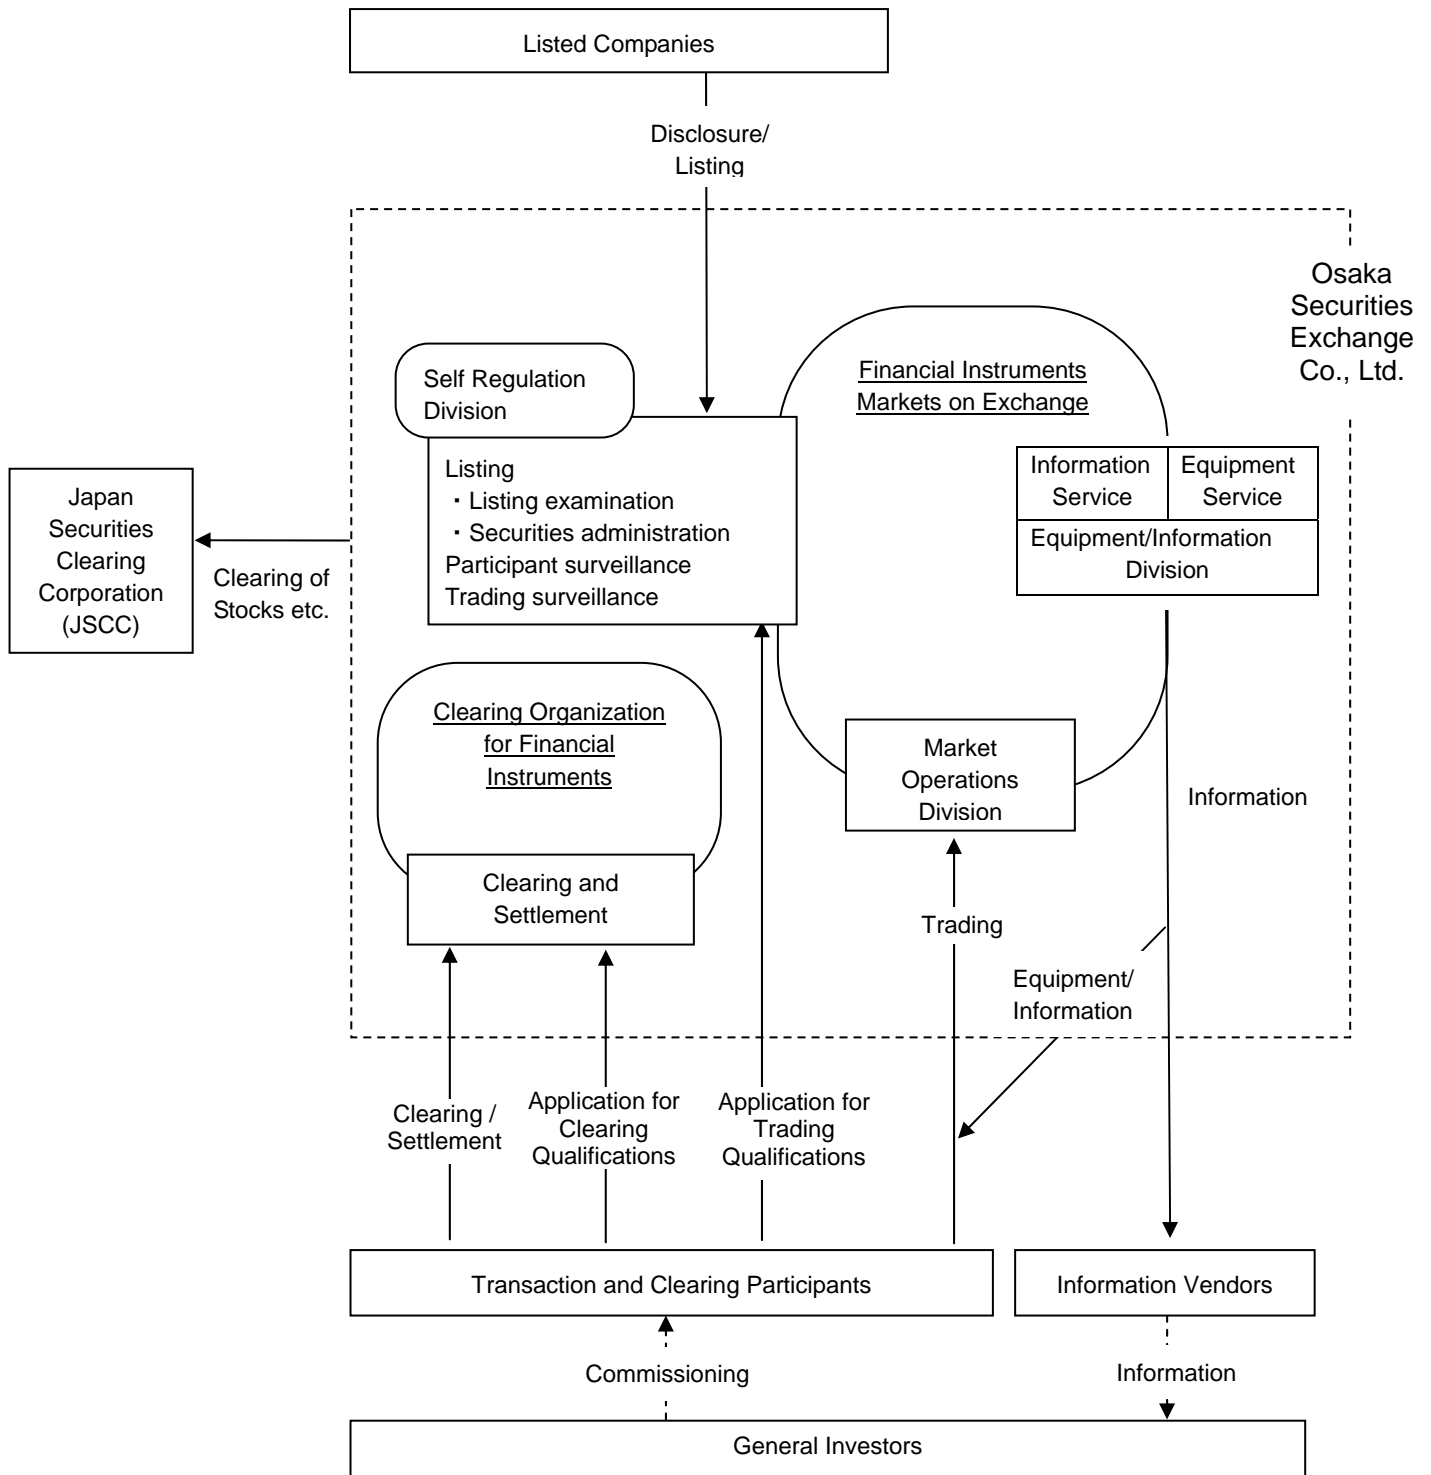 Listed Companies
Disclosure/
Listing
Osaka
Securities
Exchange
Co., Ltd.
Financial Instruments
Markets on Exchange
Self Regulation
Division
Listing
・Listing examination
・Securities administration
Participant surveillance
Trading surveillance
Information
Service
Equipment
Service
Equipment/Information
Division
Japan
Securities
Clearing
Corporation
(JSCC)
Clearing of
Stocks etc.
Clearing Organization
for Financial
Instruments
Market
Operations
Division
Information
Clearing and
Settlement
Trading
Equipment/
Information
Clearing /
Settlement
Application for
Clearing
Qualifications
Application for
Trading
Qualifications
Transaction and Clearing Participants
Information Vendors
Commissioning
Information
General Investors